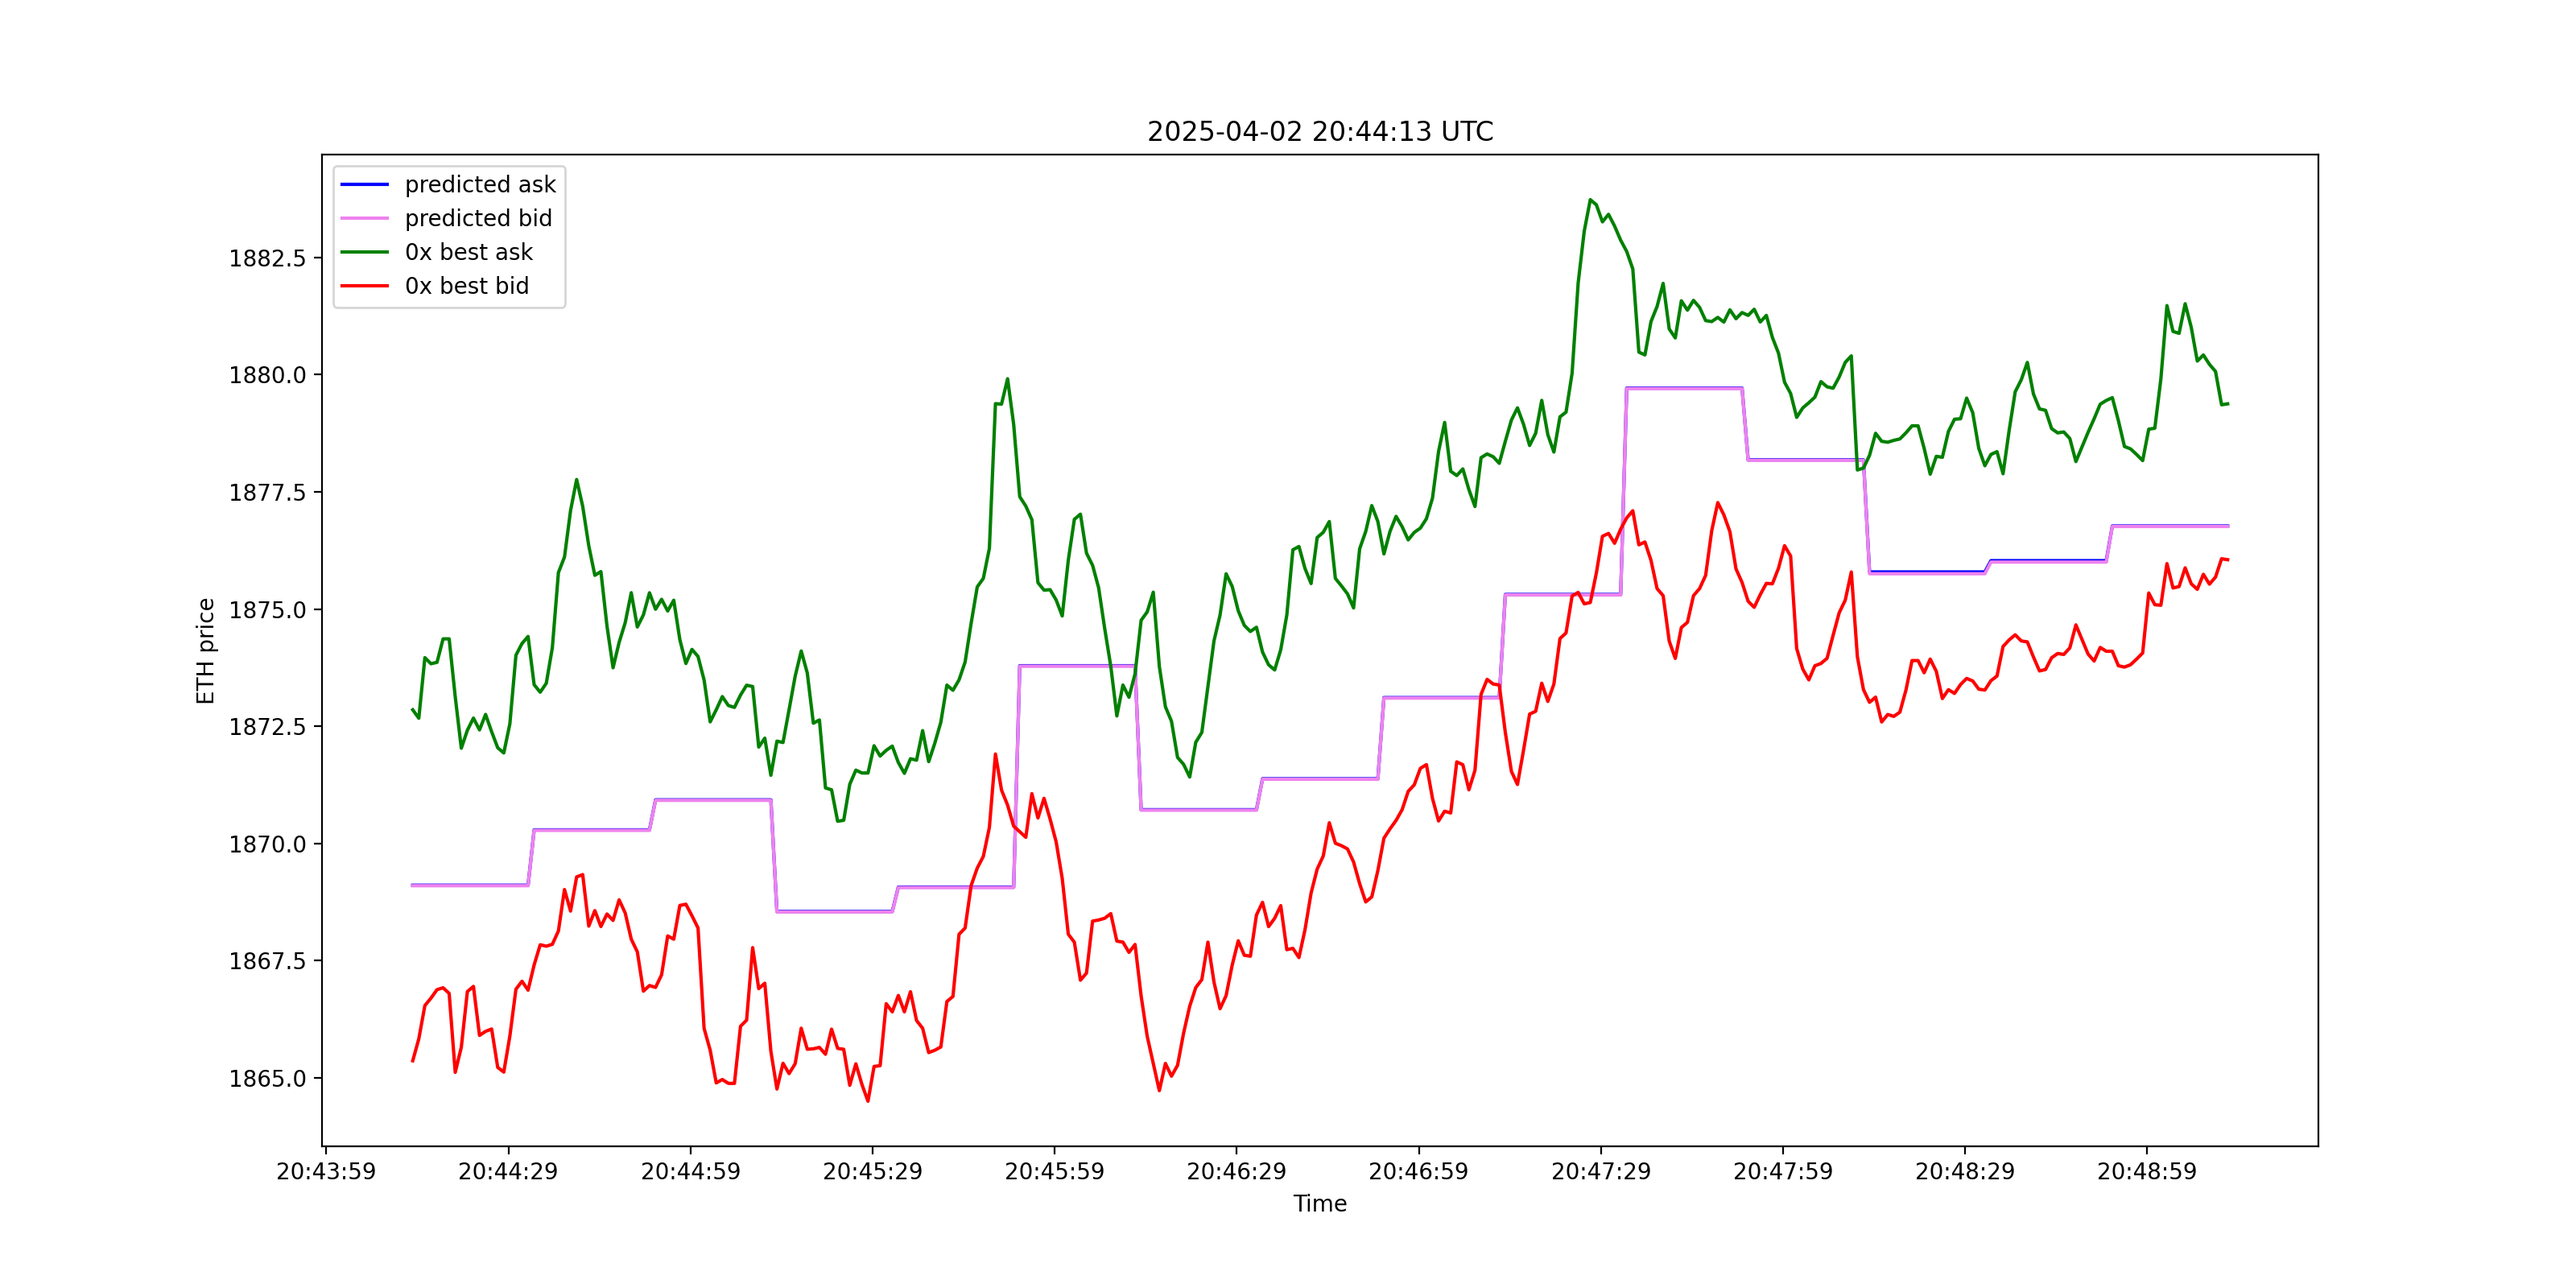 2025-04-02 20:44:13 UTC
predicted ask
predicted bid
0x best ask
0x best bid
1882.5
1880.0
1877.5
1875.0
1872.5
1870.0
1867.5
1865.0
ETH price
20:43:59 20:44:29 20:44:59 20:45:29 20:45:59 20:46:29 20:46:59 20:47:29 20:47:59 20:48:29 20:48:59
Time